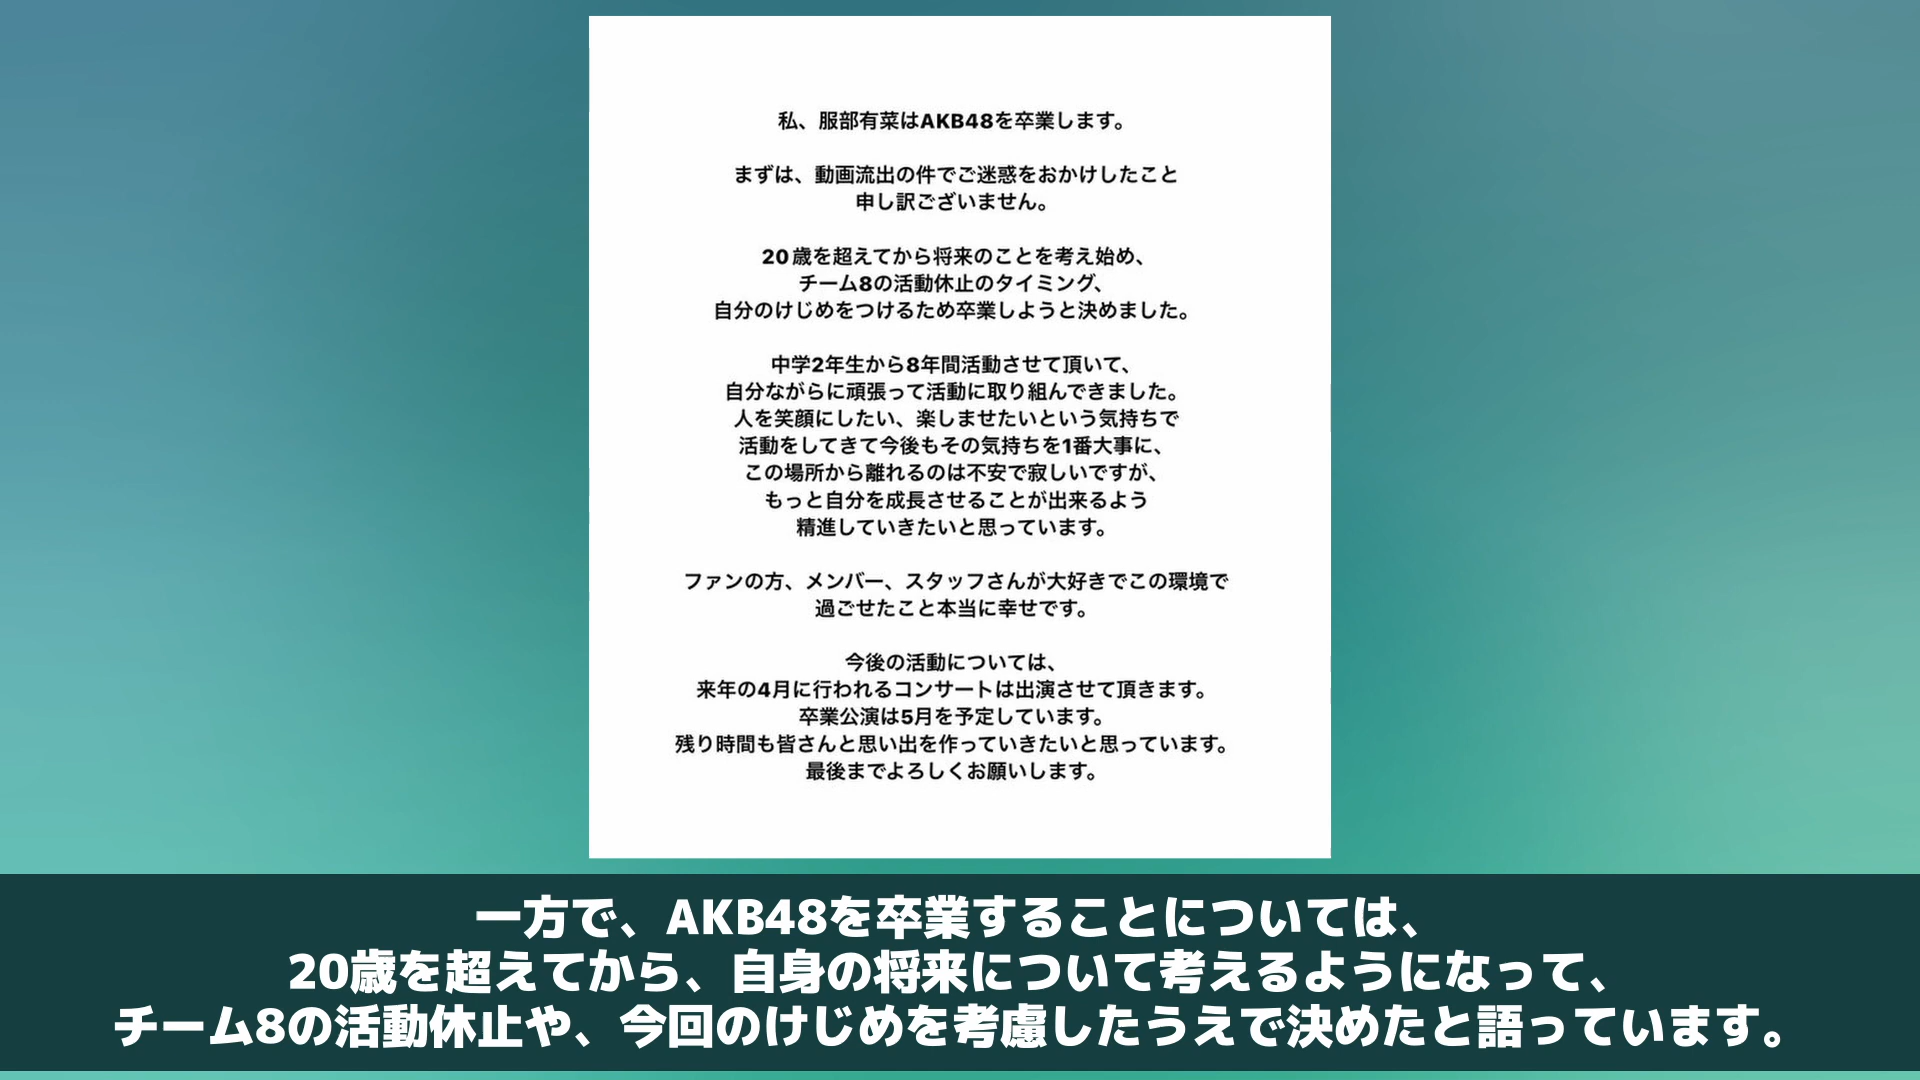 私、服部有菜はAKB48を卒業します。
まずは、動画流出の件でご迷惑をおかけしたこと
申し訳ございません。
20歳を超えてから将来のことを考え始め、
チーム8の活動休止のタイミング、
自分のけじめをつけるため卒業しようと決めました。
中学2年生から8年間活動させて頂いて、
自分ながらに頑張って活動に取り組んできました。
人を笑顔にしたい、楽しませたいという気持ちで
活動をしてきて今後もその気持ちを1番大事に、
この場所から離れるのは不安で寂しいですが、
もっと自分を成長させることが出来るよう
精進していきたいと思っています。
ファンの方、メンバー、スタッフさんが大好きでこの環境で
過ごせたこと本当に幸せです。
今後の活動については、
来年の4月に行われるコンサートは出演させて頂きます。
卒業公演は5月を予定しています。
残り時間も皆さんと思い出を作っていきたいと思っています。
最後までよろしくお願いします。
一方で、AKB48を卒業することについては、
20歳を超えてから、自身の将来について考えるようになって、
チーム8の活動休止や、今回のけじめを考慮したうえで決めたと語っています。